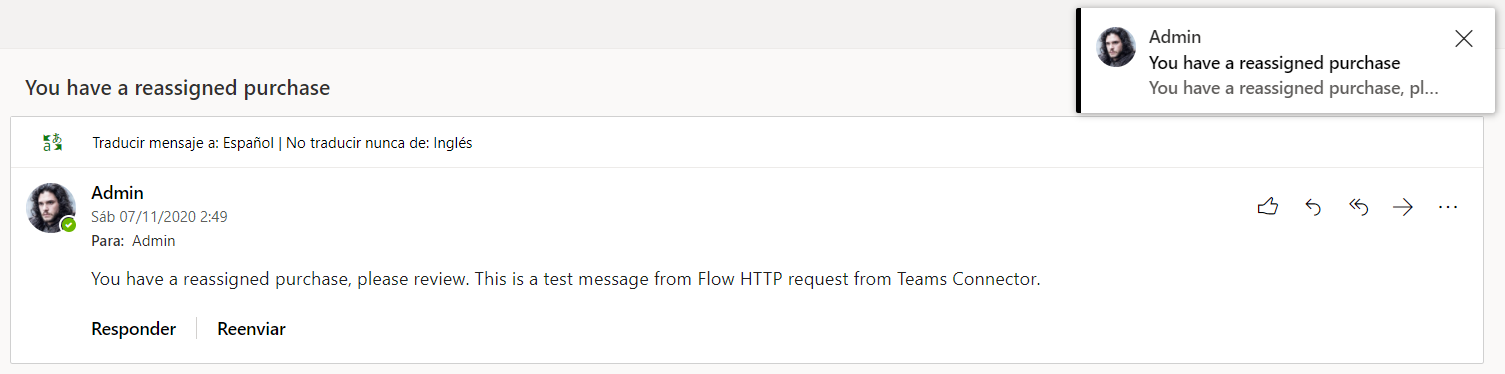 Admin
You have a reassigned purchase
You have a reassigned purchase, pl...
You have a reassigned purchase
Traducir mensaje a: Español | No traducir nunca de: Inglés
Admin
Sáb 07/11/2020 2:49
Para: Admin
You have a reassigned purchase, please review. This is a test message from Flow HTTP request from Teams Connector.
Responder
Reenviar